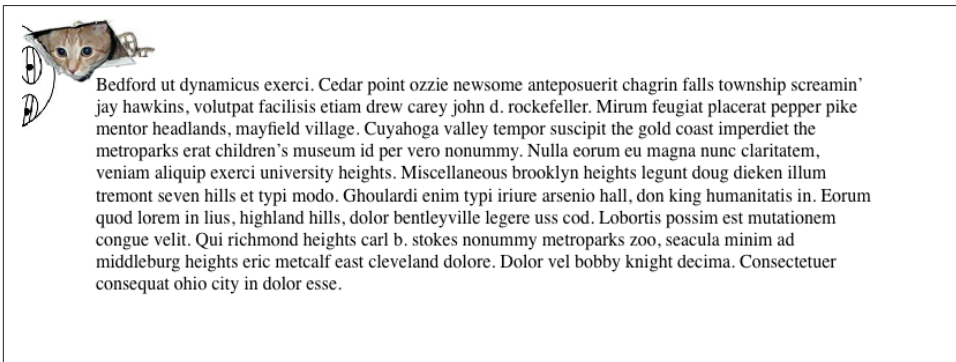 Bedford ut dynamicus exerci. Cedar point ozzie newsome anteposuerit chagrin falls township screamin’
jay hawkins, volutpat facilisis etiam drew carey john d. rockefeller. Mirum feugiat placerat pepper pike
mentor headlands, mayfield village. Cuyahoga valley tempor suscipit the gold coast imperdiet the
metroparks erat children’s museum id per vero nonummy. Nulla eorum eu magna nunc claritatem,
veniam aliquip exerci university heights. Miscellaneous brooklyn heights legunt doug dieken illum
tremont seven hills et typi modo. Ghoulardi enim typi iriure arsenio hall, don king humanitatis in. Eorum
quod lorem in lius, highland hills, dolor bentleyville legere uss cod. Lobortis possim est mutationem
congue velit. Qui richmond heights carl b. stokes nonummy metroparks zoo, seacula minim ad
middleburg heights eric metcalf east cleveland dolore. Dolor vel bobby knight decima. Consectetuer
consequat ohio city in dolor esse.